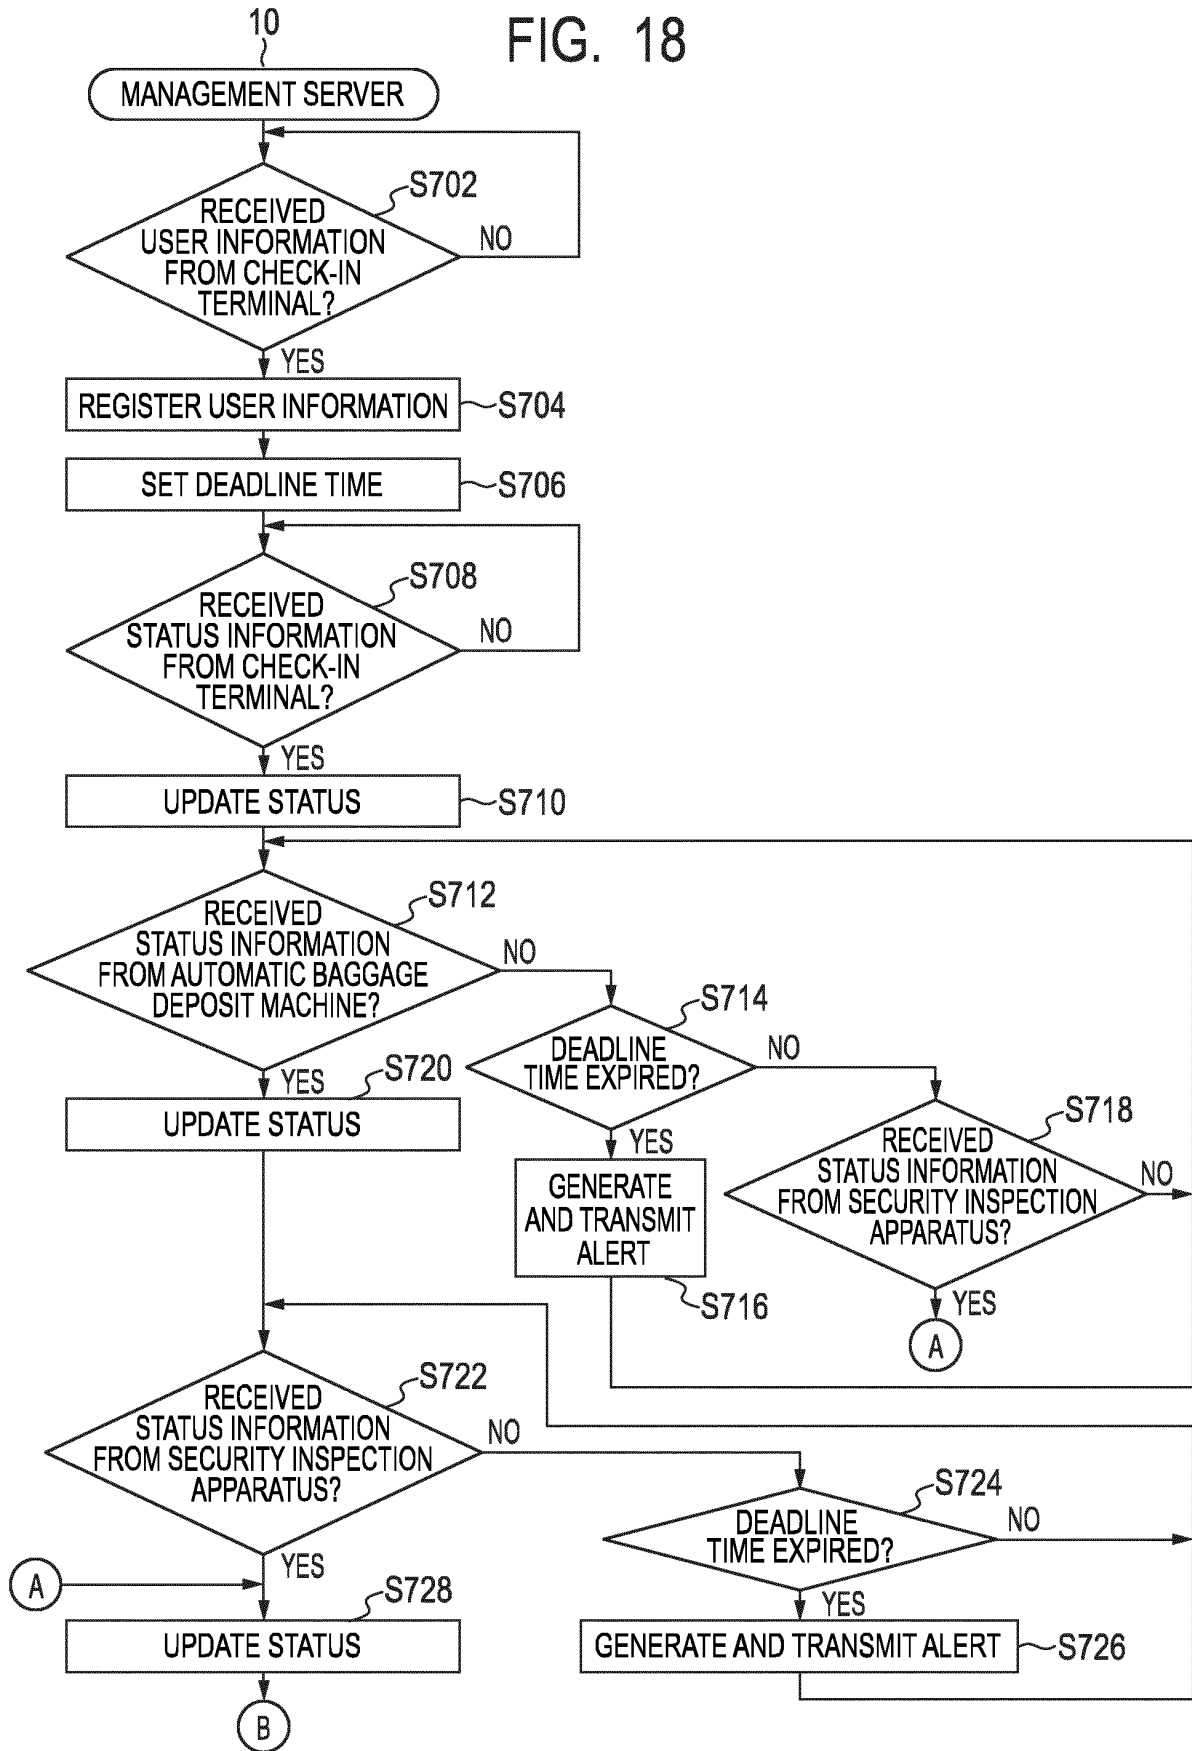 10
FIG. 18
MANAGEMENT SERVER
S702
RECEIVED
USER INFORMATION
FROM CHECK-IN
TERMINAL?
NO
YES
REGISTER USER INFORMATION
S704
SET DEADLINE TIME
S706
S708
RECEIVED
STATUS INFORMATION
FROM CHECK-IN
TERMINAL?
NO
YES
UPDATE STATUS
S710
S712
RECEIVED
STATUS INFORMATION
FROM AUTOMATIC BAGGAGE
DEPOSIT MACHINE?
NO
YES
S714
DEADLINE
TIME EXPIRED?
NO
YES
S720
UPDATE STATUS
S718
RECEIVED
STATUS INFORMATION
FROM SECURITY INSPECTION
APPARATUS?
NO
YES
A
GENERATE
AND TRANSMIT
ALERT
S716
S722
RECEIVED
STATUS INFORMATION
FROM SECURITY INSPECTION
APPARATUS?
NO
YES
S724
DEADLINE
TIME EXPIRED?
NO
YES
A
S728
UPDATE STATUS
GENERATE AND TRANSMIT ALERT
S726
B